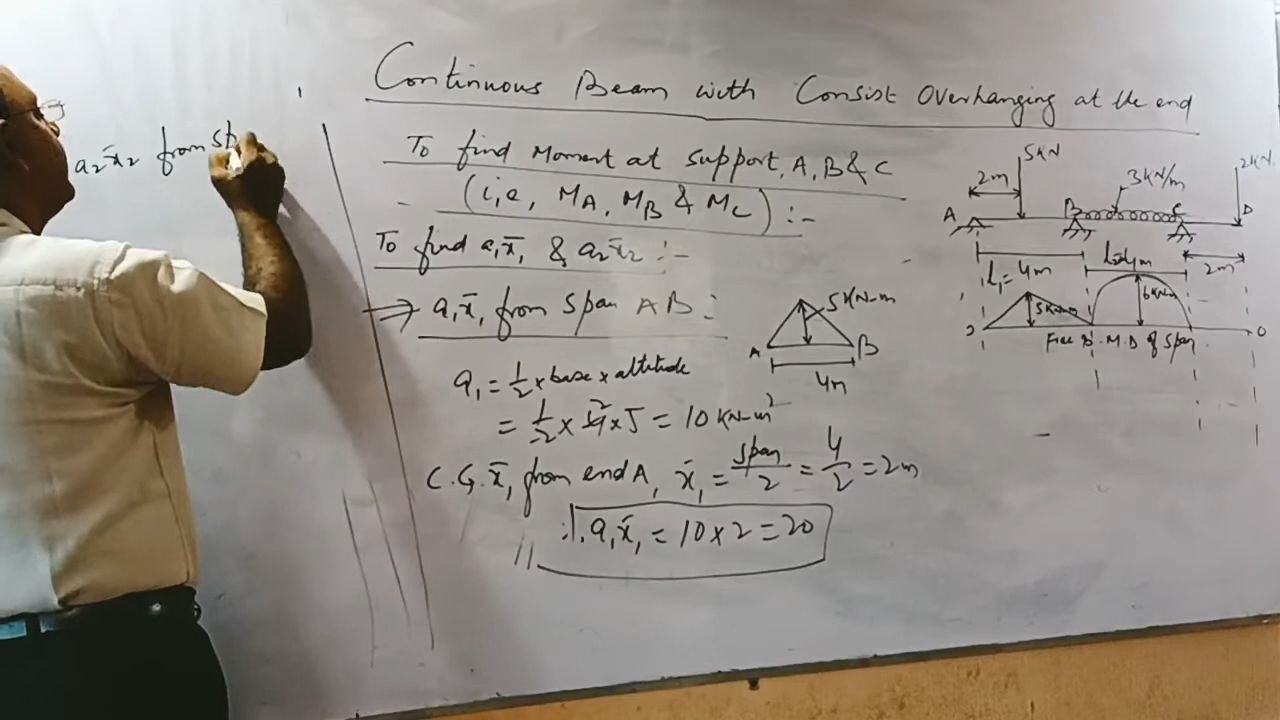 Continuous Beam with Consist Overhanging at the end
To find Moment at support, A, B & C
(i,e, M_A, M_B & M_C) :-
To find a₁x̄₁ & a₂x̄₂ :-
⇒ a₁x̄₁ from span AB :
a₁ = 1/2 × base × altitude
= 1/2 × 4 × 5 = 10 KN-m²
C.G. x̄₁ from end A, x̄₁ = span/2 = 4/2 = 2m
∴ a₁x̄₁ = 10 × 2 = 20
5KN-m
A B
4m
a₂x̄₂ from sp
5KN
2KN
2m
3KN/m
A B C D
l₁ = 4m
l₂=4m
2m
5KN-m
6KN-m
Free B.M.D of Span